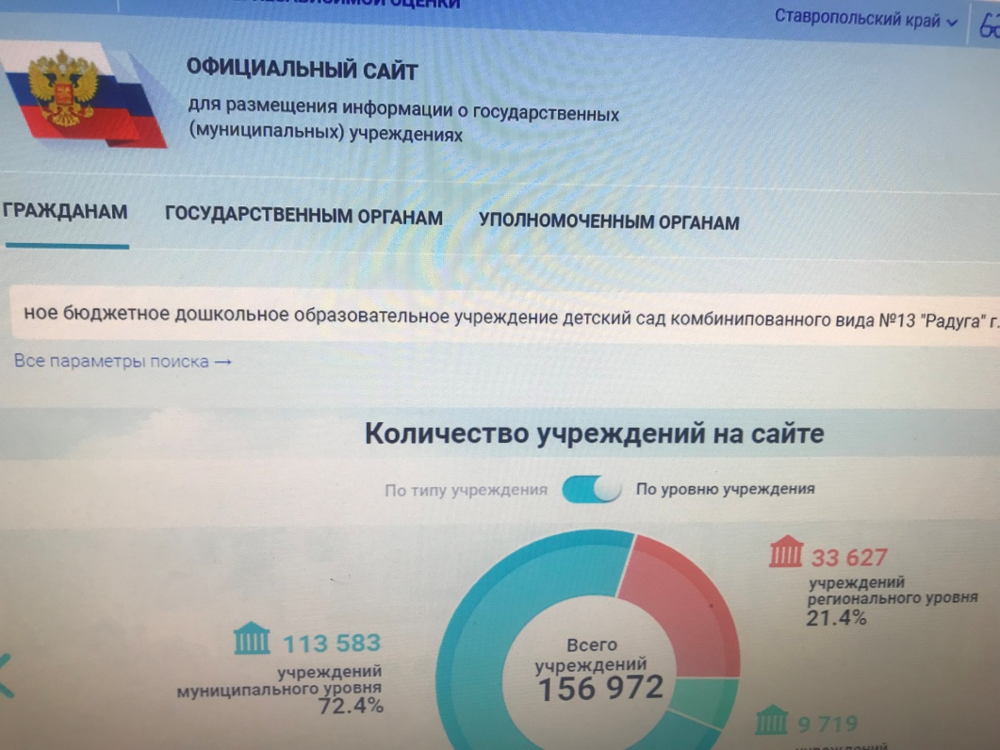 НЕЗАВИСИМОЙ ОЦЕНКИ
Ставропольский край
ОФИЦИАЛЬНЫЙ САЙТ
для размещения информации о государственных
(муниципальных) учреждениях
ГРАЖДАНАМ ГОСУДАРСТВЕННЫМ ОРГАНАМ УПОЛНОМОЧЕННЫМ ОРГАНАМ
ное бюджетное дошкольное образовательное учреждение детский сад комбинипованного вида №13 "Радуга" г.
Все параметры поиска →
Количество учреждений на сайте
По типу учреждения По уровню учреждения
33 627
учреждений
регионального уровня
21.4%
113 583
учреждений
муниципального уровня
72.4%
Всего
учреждений
156 972
9 719
учреждений